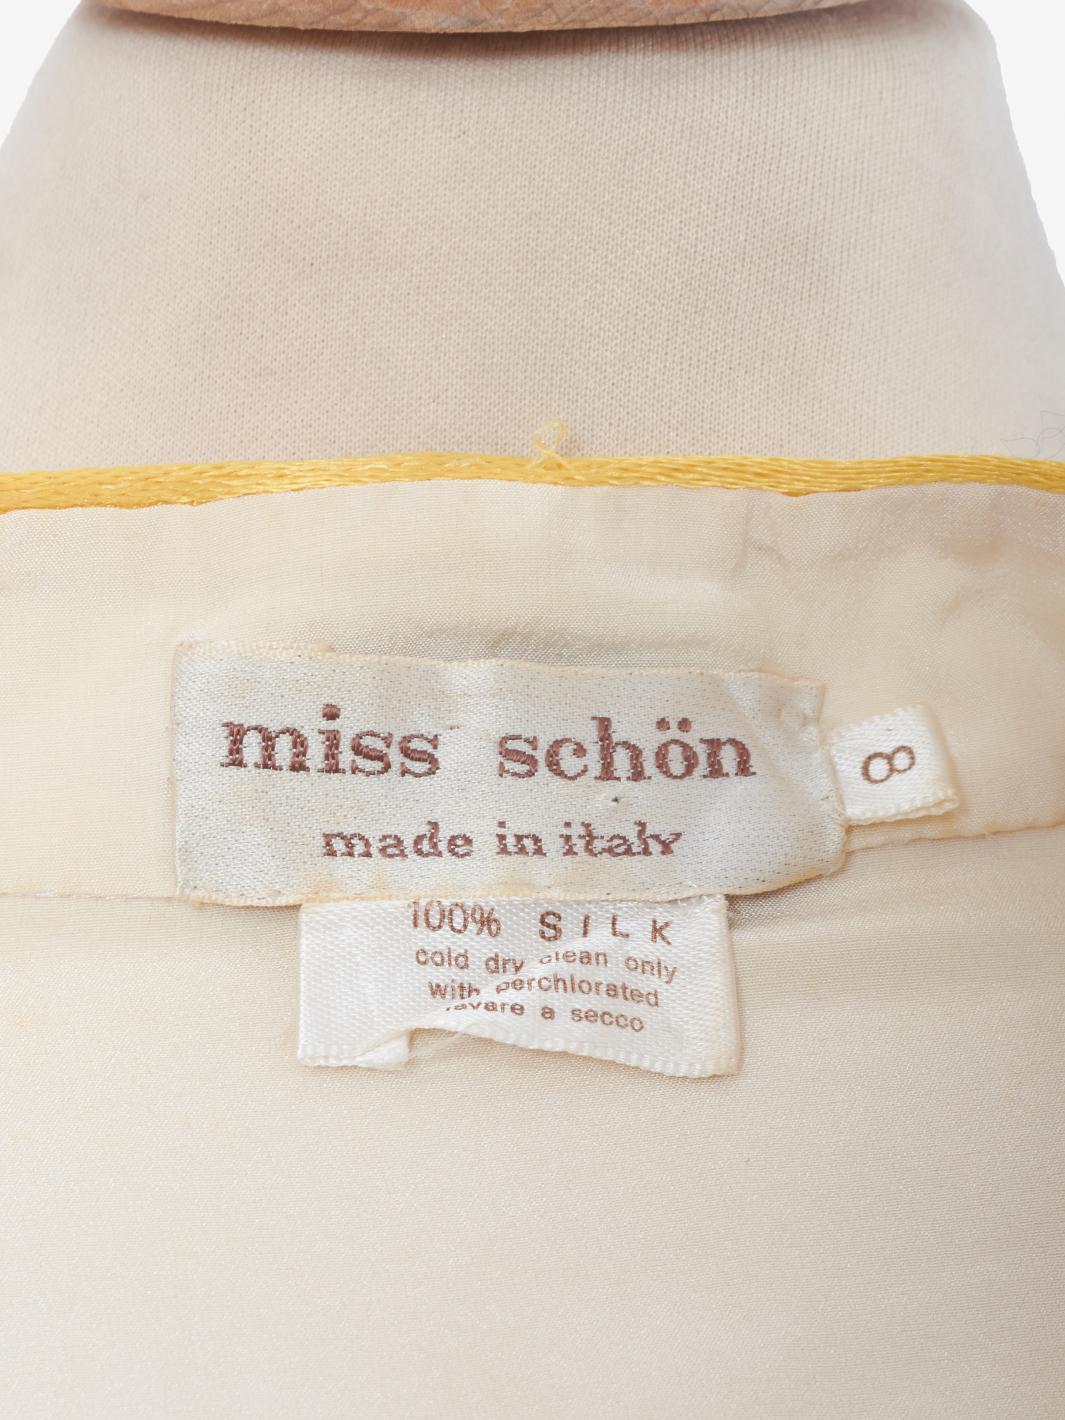 miss schön
made in italy
8
100% SILK
cold dry clean only
with perchlorated
lavare a secco